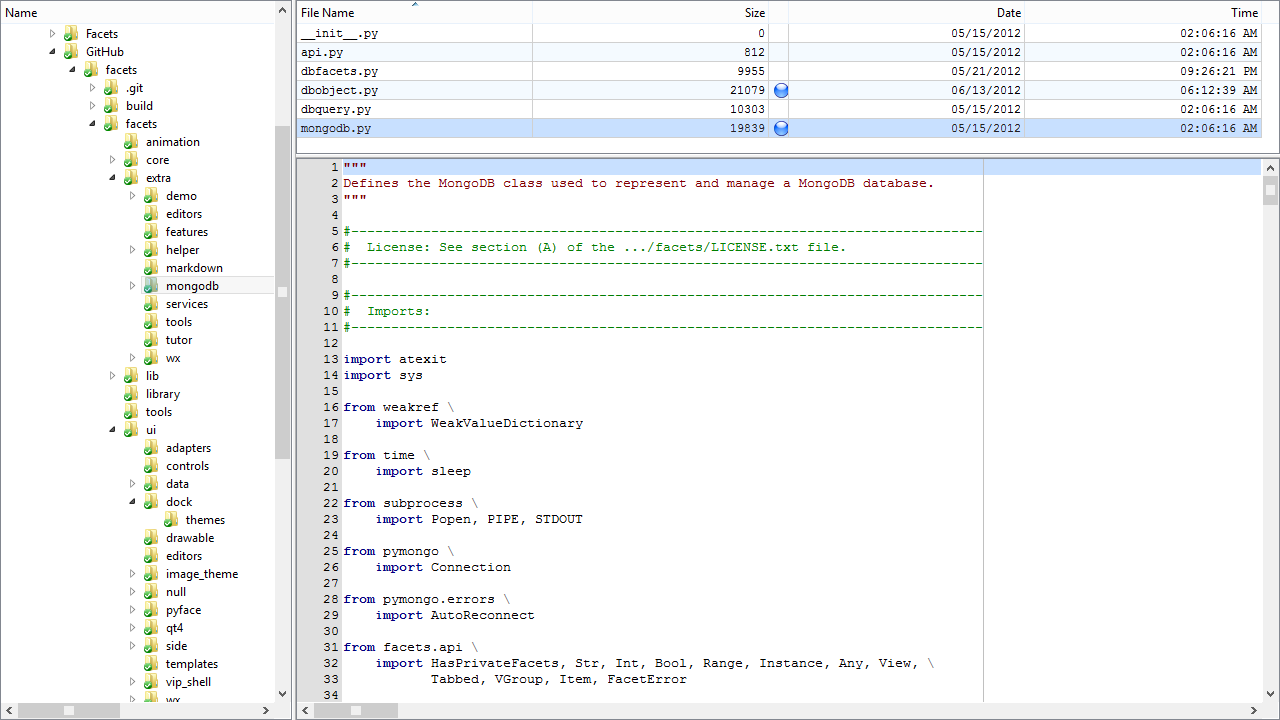 Name
Facets
GitHub
facets
.git
build
facets
animation
core
extra
demo
editors
features
helper
markdown
mongodb
services
tools
tutor
wx
lib
library
tools
ui
adapters
controls
data
dock
themes
drawable
editors
image_theme
null
pyface
qt4
side
templates
vip_shell
wx
File Name Size Date Time
__init__.py 0 05/15/2012 02:06:16 AM
api.py 812 05/15/2012 02:06:16 AM
dbfacets.py 9955 05/21/2012 09:26:21 PM
dbobject.py 21079 06/13/2012 06:12:39 AM
dbquery.py 10303 05/15/2012 02:06:16 AM
mongodb.py 19839 05/15/2012 02:06:16 AM
1 """
2 Defines the MongoDB class used to represent and manage a MongoDB database.
3 """
4
5 #-------------------------------------------------------------------------------
6 #  License: See section (A) of the .../facets/LICENSE.txt file.
7 #-------------------------------------------------------------------------------
8
9 #-------------------------------------------------------------------------------
10 #  Imports:
11 #-------------------------------------------------------------------------------
12
13 import atexit
14 import sys
15
16 from weakref \
17     import WeakValueDictionary
18
19 from time \
20     import sleep
21
22 from subprocess \
23     import Popen, PIPE, STDOUT
24
25 from pymongo \
26     import Connection
27
28 from pymongo.errors \
29     import AutoReconnect
30
31 from facets.api \
32     import HasPrivateFacets, Str, Int, Bool, Range, Instance, Any, View, \
33            Tabbed, VGroup, Item, FacetError
34